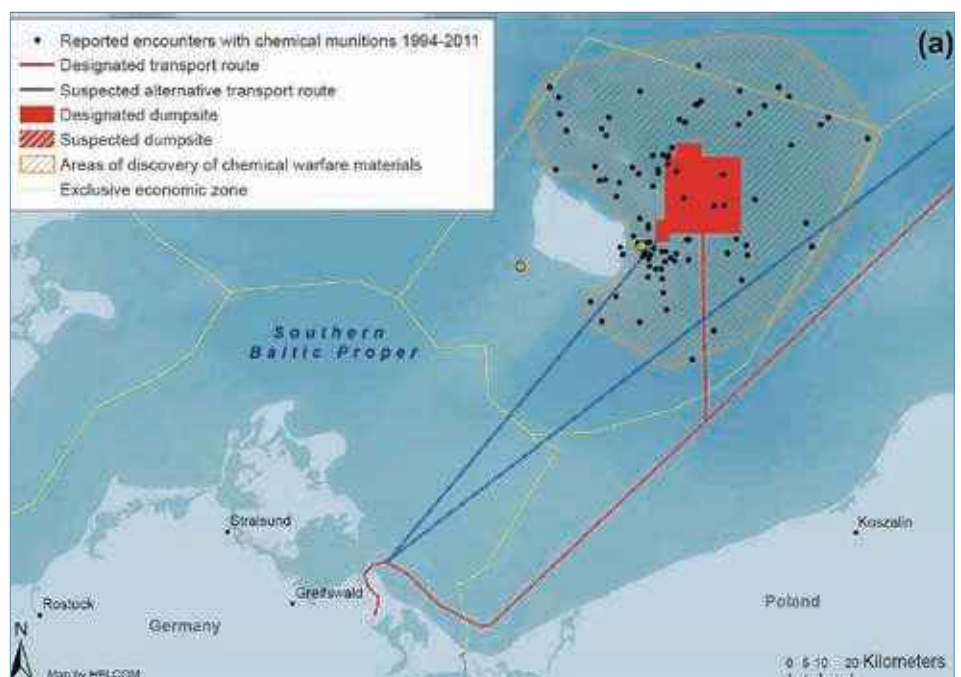 Reported encounters with chemical munitions 1994-2011
(a)
Designated transport route
Suspected alternative transport route
Designated dumpsite
Suspected dumpsite
Areas of discovery of chemical warfare materials
Exclusive economic zone
Southern
Baltic Proper
Stralsund
Koszalin
Greifswald
Rostock
Poland
Germany
N
Map by HELCOM
0 5 10 20 Kilometers